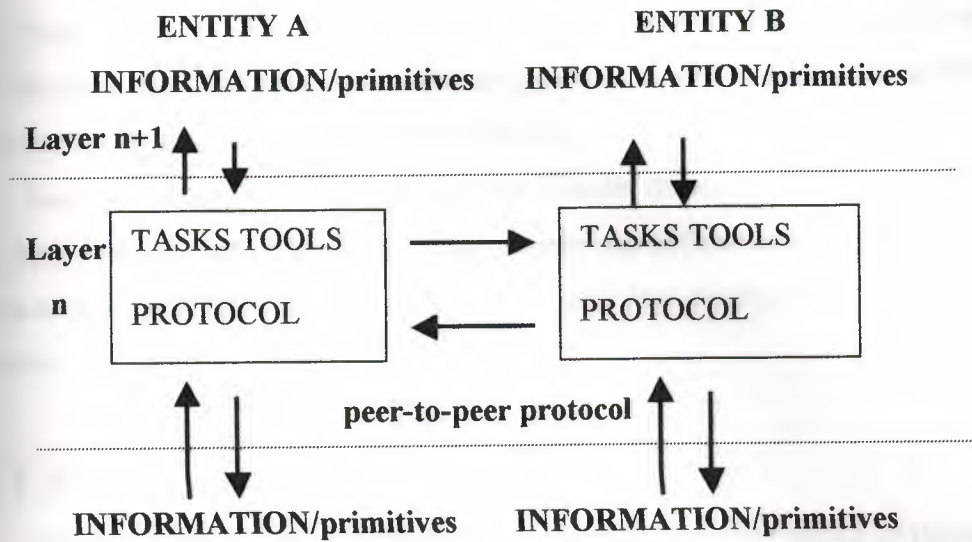 ENTITY A ENTITY B
INFORMATION/primitives INFORMATION/primitives
Layer n+1
Layer TASKS TOOLS TASKS TOOLS
n PROTOCOL PROTOCOL
peer-to-peer protocol
INFORMATION/primitives INFORMATION/primitives